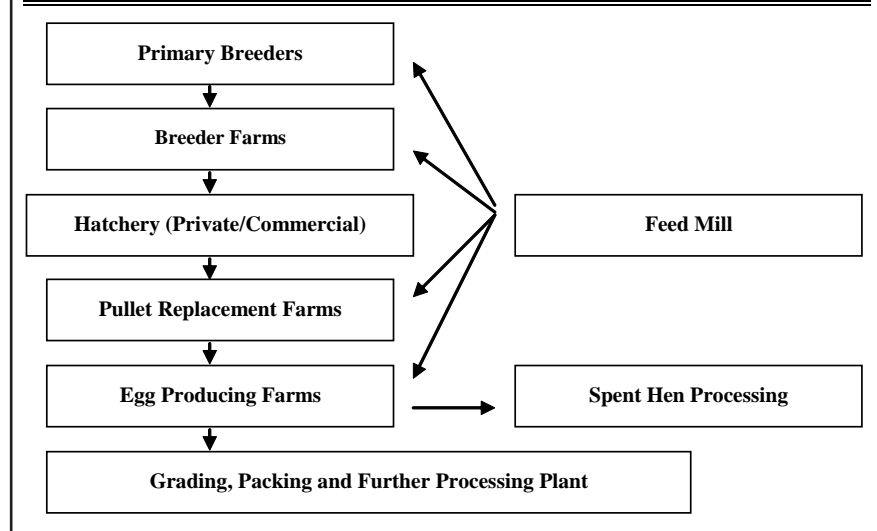 Primary Breeders
Breeder Farms
Hatchery (Private/Commercial)
Feed Mill
Pullet Replacement Farms
Egg Producing Farms
Spent Hen Processing
Grading, Packing and Further Processing Plant